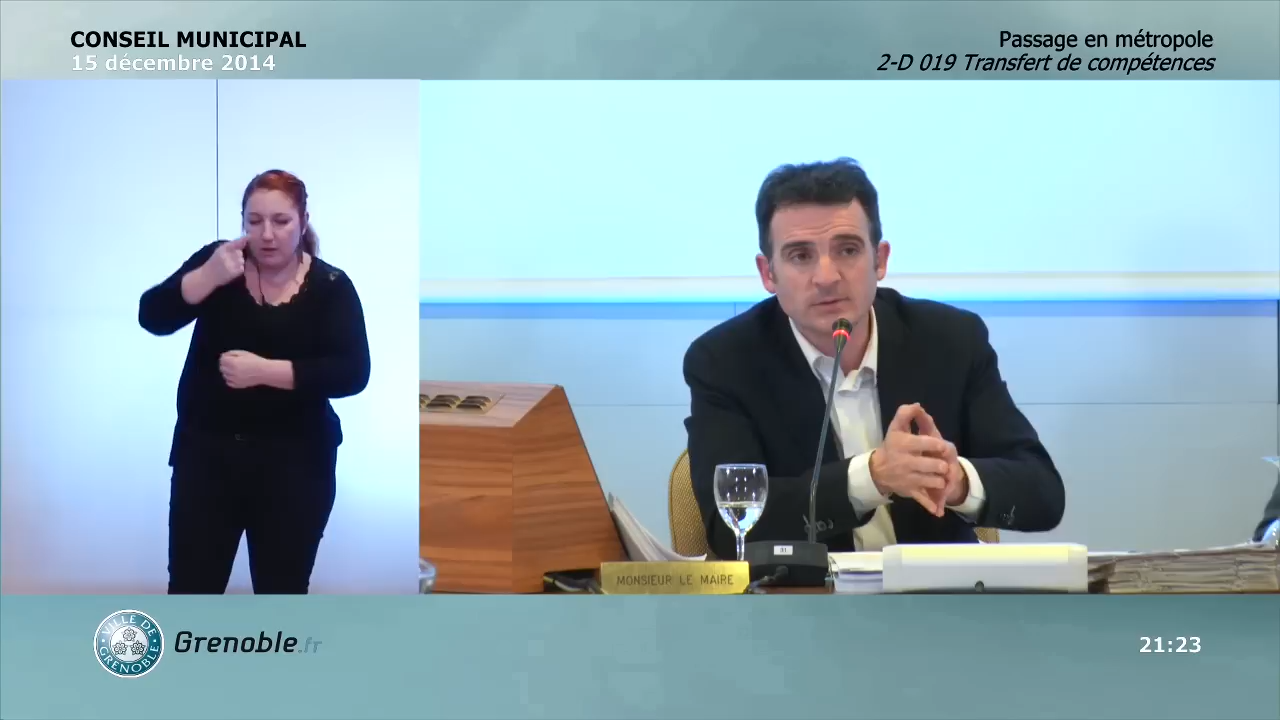 CONSEIL MUNICIPAL
15 décembre 2014
Passage en métropole
2-D 019 Transfert de compétences
MONSIEUR LE MAIRE
VILLE DE
GRENOBLE
Grenoble.fr
21:23